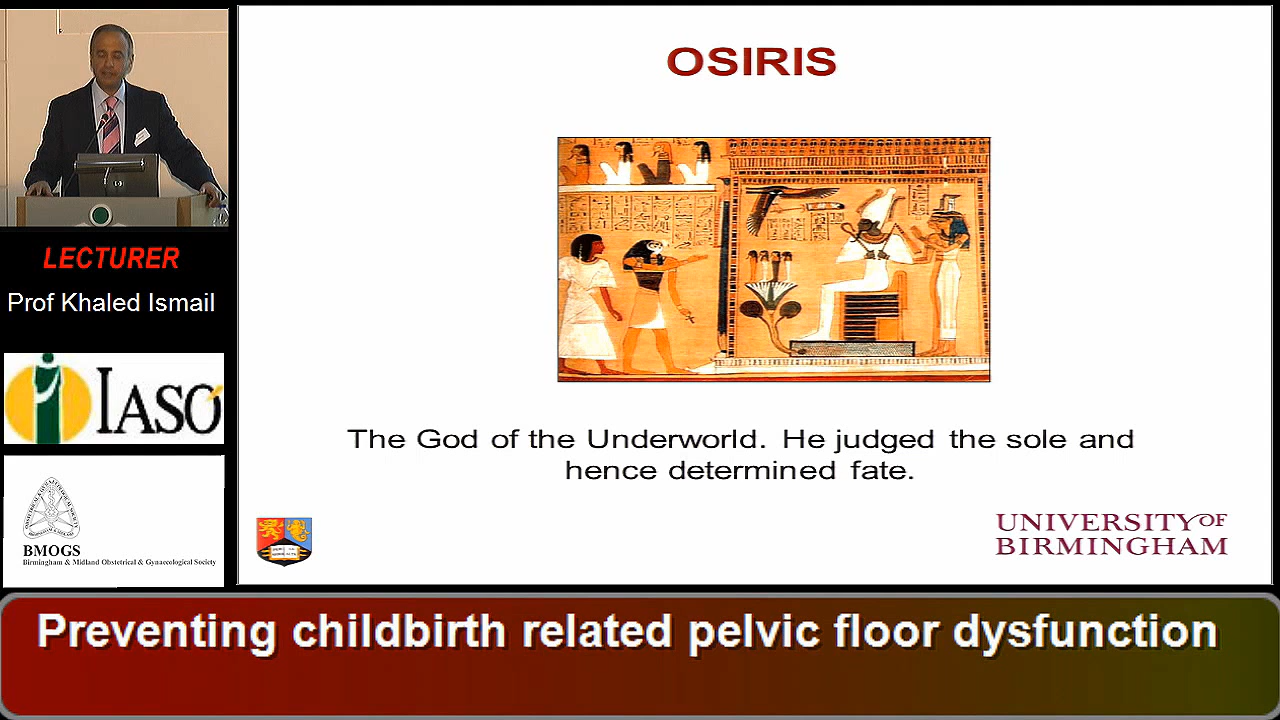 OSIRIS
The God of the Underworld. He judged the sole and
hence determined fate.
UNIVERSITY OF
BIRMINGHAM
LECTURER
Prof Khaled Ismail
IASO
BMOGS
Birmingham & Midland Obstetrical & Gynaecological Society
Preventing childbirth related pelvic floor dysfunction